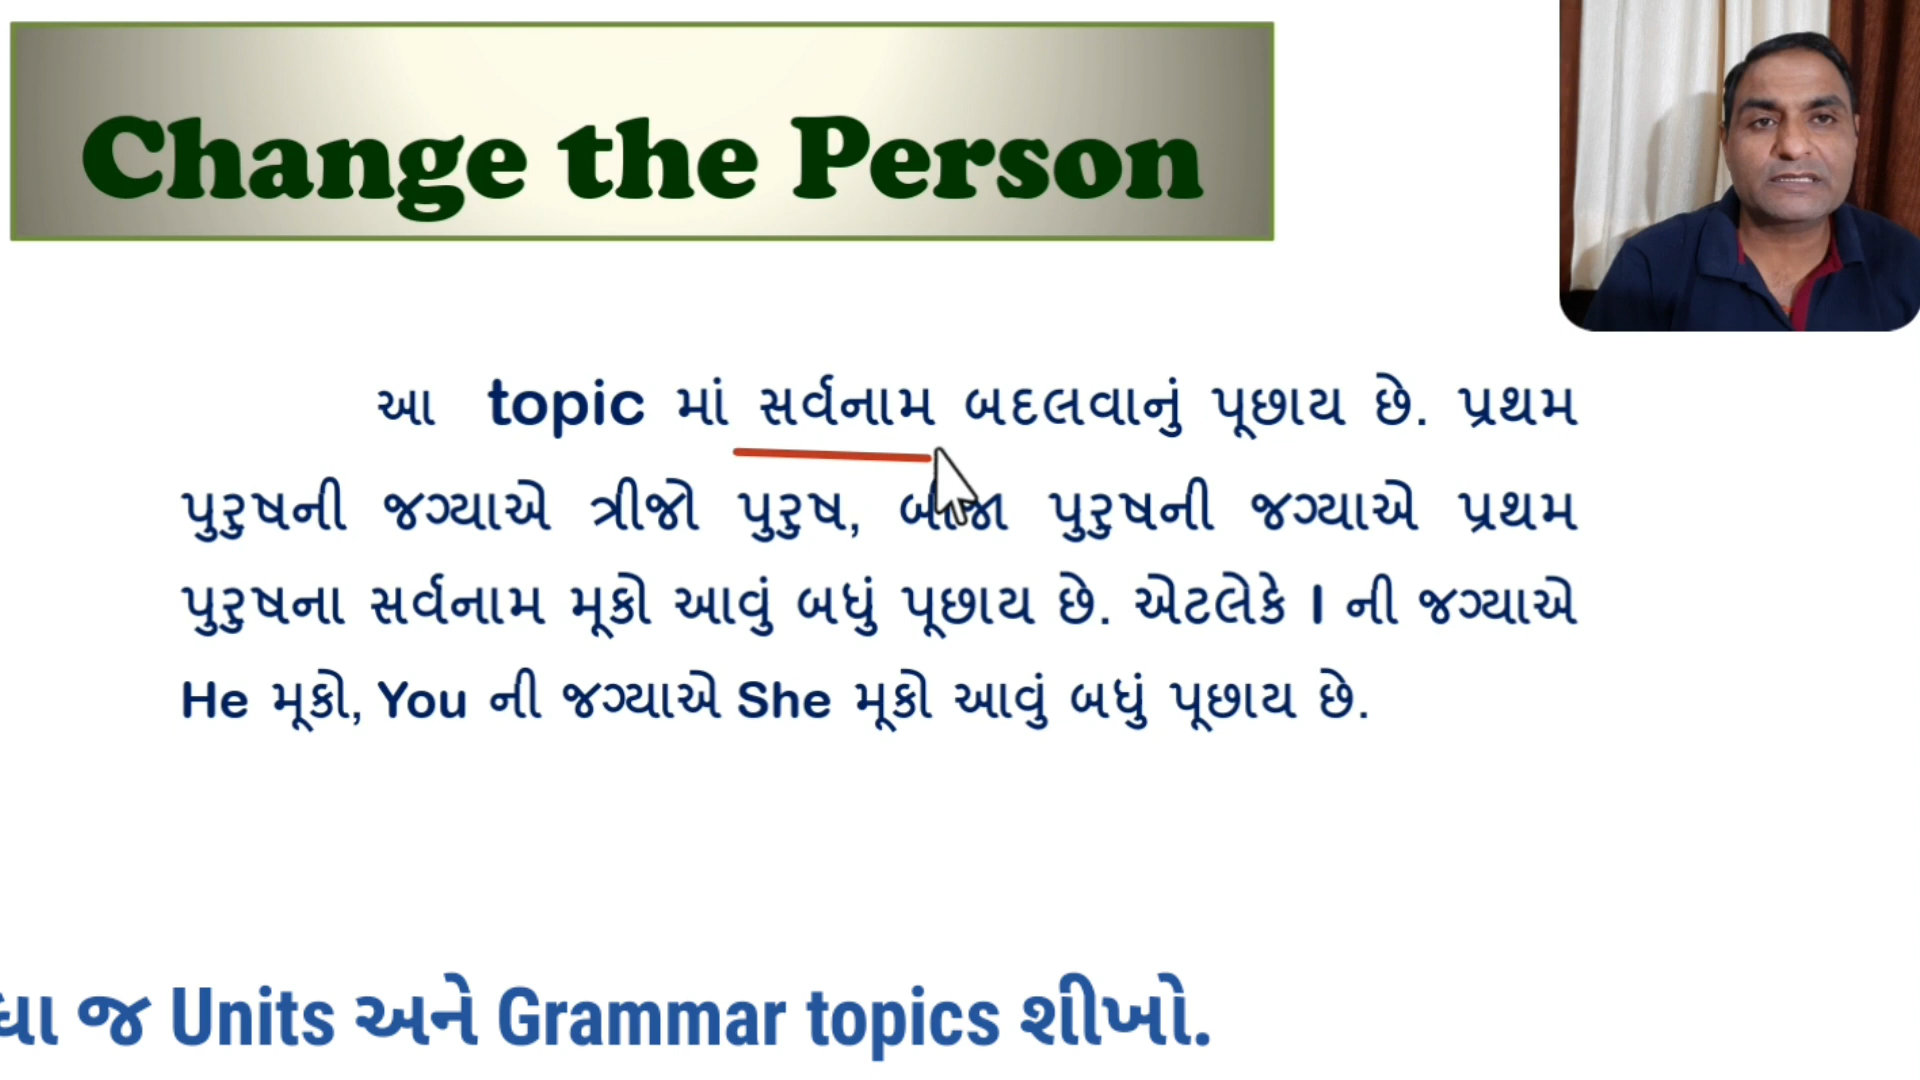 Change the Person
આ topic માં સર્વનામ બદલવાનું પૂછાય છે. પ્રથમ
પુરુષની જગ્યાએ ત્રીજો પુરુષ, બીજા પુરુષની જગ્યાએ પ્રથમ
પુરુષના સર્વનામ મૂકો આવું બધું પૂછાય છે. એટલેકે I ની જગ્યાએ
He મૂકો, You ની જગ્યાએ She મૂકો આવું બધું પૂછાય છે.
જ Units અને Grammar topics શીખો.